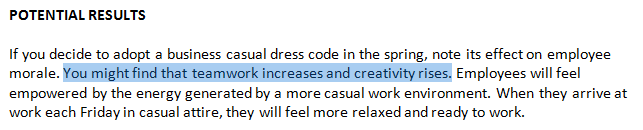 POTENTIAL RESULTS
If you decide to adopt a business casual dress code in the spring, note its effect on employee
morale. You might find that teamwork increases and creativity rises. Employees will feel
empowered by the energy generated by a more casual work environment. When they arrive at
work each Friday in casual attire, they will feel more relaxed and ready to work.